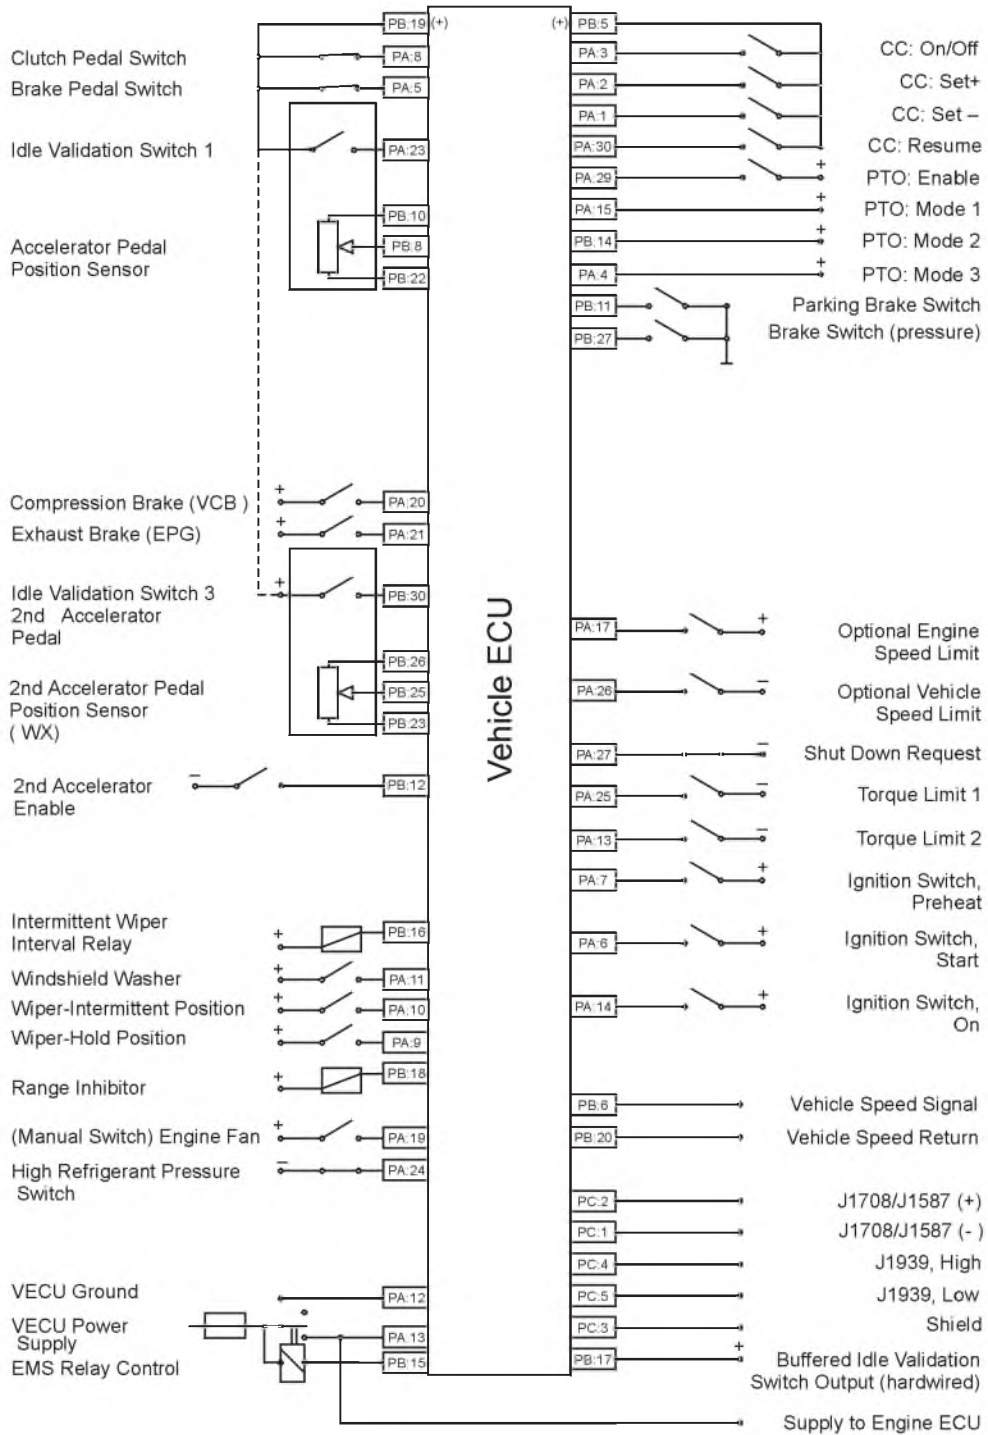 PB:19 (+)
Clutch Pedal Switch PA:8
Brake Pedal Switch PA:5
Idle Validation Switch 1 PA:23
PB:10
Accelerator Pedal PB:8
Position Sensor
PB:22
Compression Brake (VCB ) + PA:20
Exhaust Brake (EPG) + PA:21
Idle Validation Switch 3 + PB:30
2nd Accelerator
Pedal
PB:26
2nd Accelerator Pedal PB:25
Position Sensor
( WX) PB:23
2nd Accelerator – PB:12
Enable
Intermittent Wiper PB:16
Interval Relay +
Windshield Washer + PA:11
Wiper-Intermittent Position + PA:10
Wiper-Hold Position + PA:9
PB:18
Range Inhibitor +
(Manual Switch) Engine Fan + PA:19
High Refrigerant Pressure – PA:24
Switch
VECU Ground PA:12
VECU Power PA:13
Supply
EMS Relay Control PB:15
Vehicle ECU
(+) PB:5
PA:3 CC: On/Off
PA:2 CC: Set+
PA:1 CC: Set –
PA:30 CC: Resume
PA:29 + PTO: Enable
PA:15 + PTO: Mode 1
PB:14 + PTO: Mode 2
PA:4 + PTO: Mode 3
PB:11 Parking Brake Switch
PB:27 Brake Switch (pressure)
PA:17 + Optional Engine
Speed Limit
PA:26 – Optional Vehicle
Speed Limit
PA:27 – Shut Down Request
PA:25 – Torque Limit 1
PA:13 – Torque Limit 2
PA:7 + Ignition Switch,
Preheat
PA:6 + Ignition Switch,
Start
PA:14 + Ignition Switch,
On
PB:6 Vehicle Speed Signal
PB:20 Vehicle Speed Return
PC:2 J1708/J1587 (+)
PC:1 J1708/J1587 (- )
PC:4 J1939, High
PC:5 J1939, Low
PC:3 Shield
PB:17 + Buffered Idle Validation
Switch Output (hardwired)
Supply to Engine ECU